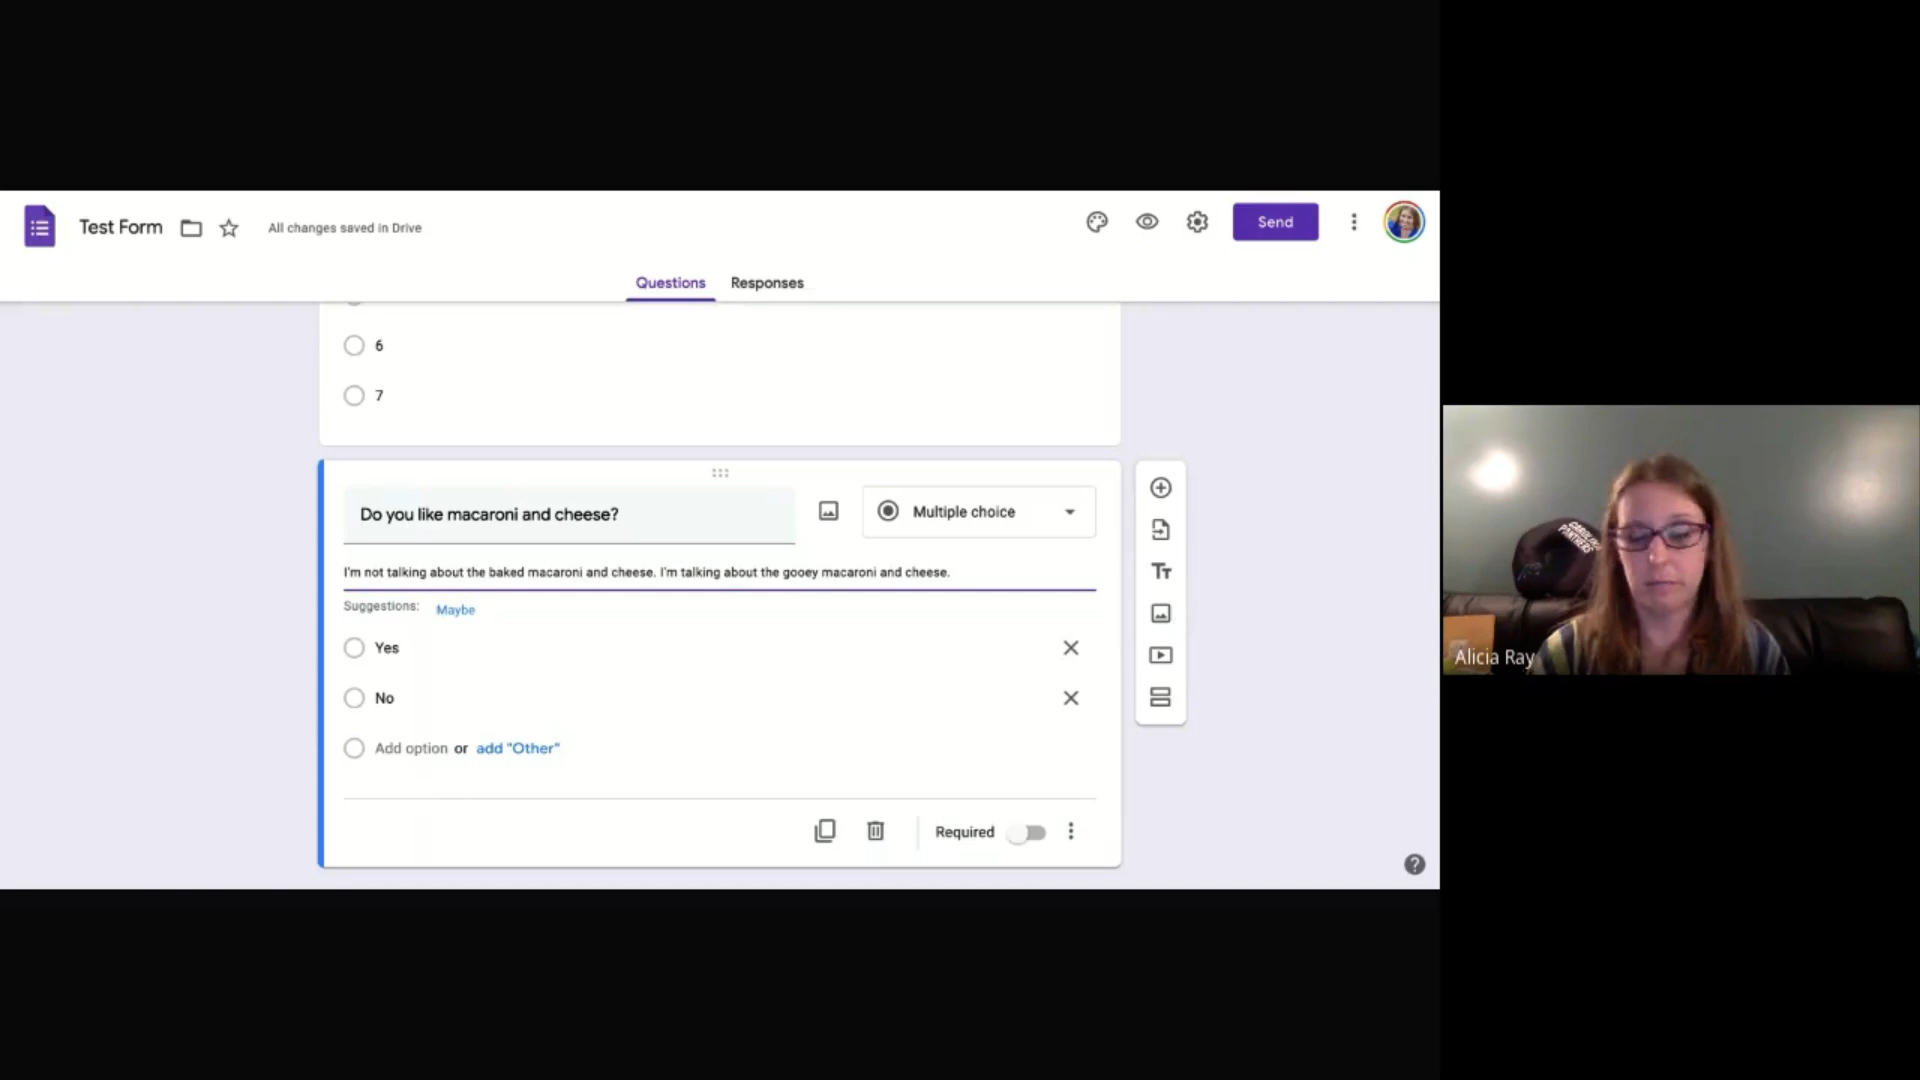 Test Form
All changes saved in Drive
Send
Questions
Responses
6
7
Do you like macaroni and cheese?
Multiple choice
I'm not talking about the baked macaroni and cheese. I'm talking about the gooey macaroni and cheese.
Suggestions: Maybe
Yes
No
Add option or add "Other"
Required
CAROLINA
PANTHERS
Alicia Ray